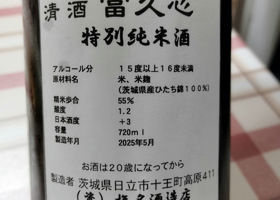 清酒 富久心
特別純米酒
アルコール分 15度以上16度未満
原材料名 米、米麹
(茨城県産ひたち錦100%)
精米歩合 55%
酸度 1.2
日本酒度 +3
容量 720ml
製造年月 2025年5月
お酒は20歳になってから
製造者 茨城県日立市十王町高原411
椎名酒造店